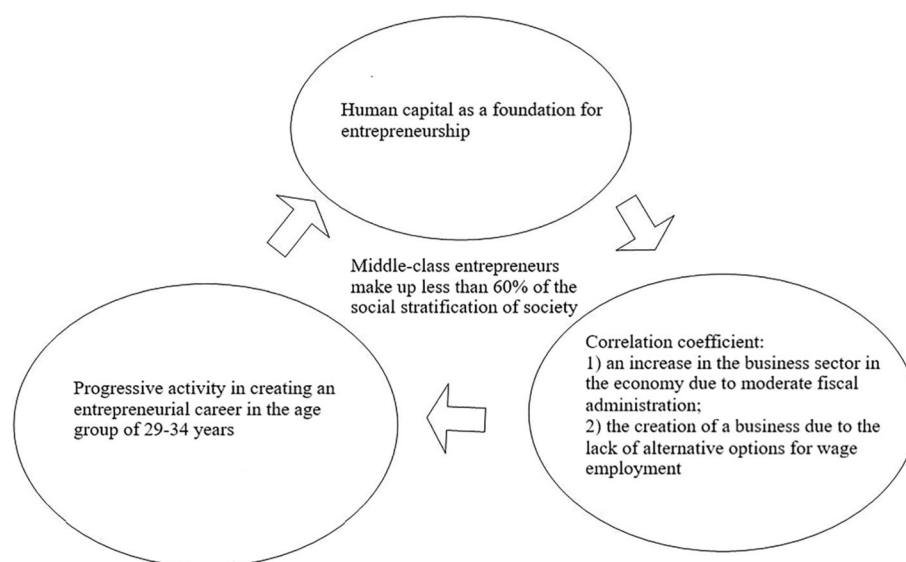 Human capital as a foundation for
entrepreneurship
Middle-class entrepreneurs
make up less than 60% of the
social stratification of society
Correlation coefficient:
1) an increase in the business sector in
the economy due to moderate fiscal
administration;
2) the creation of a business due to the
lack of alternative options for wage
employment
Progressive activity in creating an
entrepreneurial career in the age
group of 29-34 years